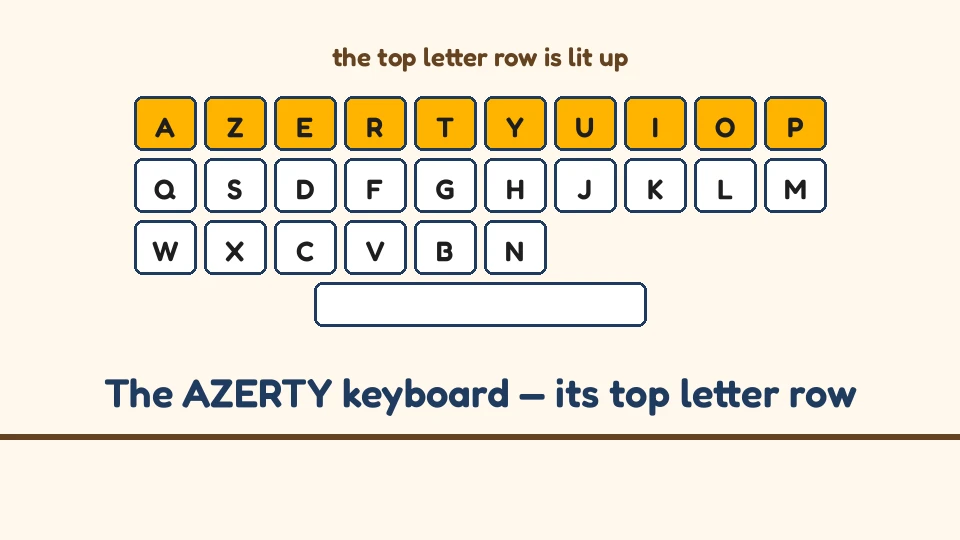 the top letter row is lit up
A Z E R T Y U I O P
Q S D F G H J K L M
W X C V B N
The AZERTY keyboard — its top letter row